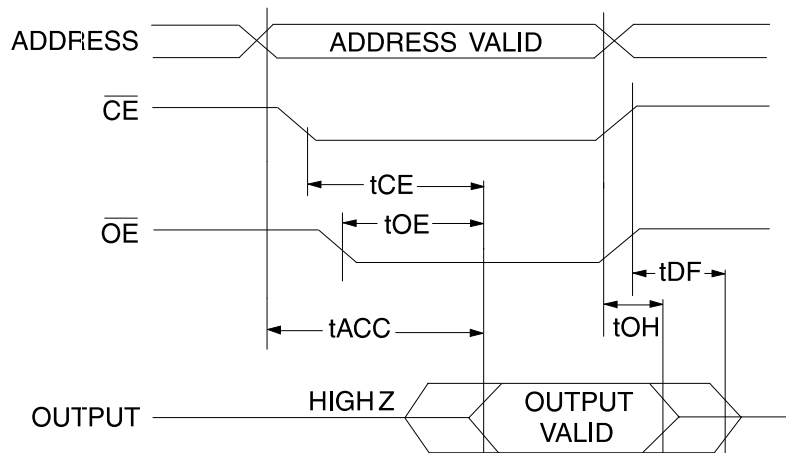 ADDRESS
ADDRESS VALID
CE
tCE
OE
tOE
tDF
tACC
tOH
OUTPUT
HIGH Z
OUTPUT
VALID